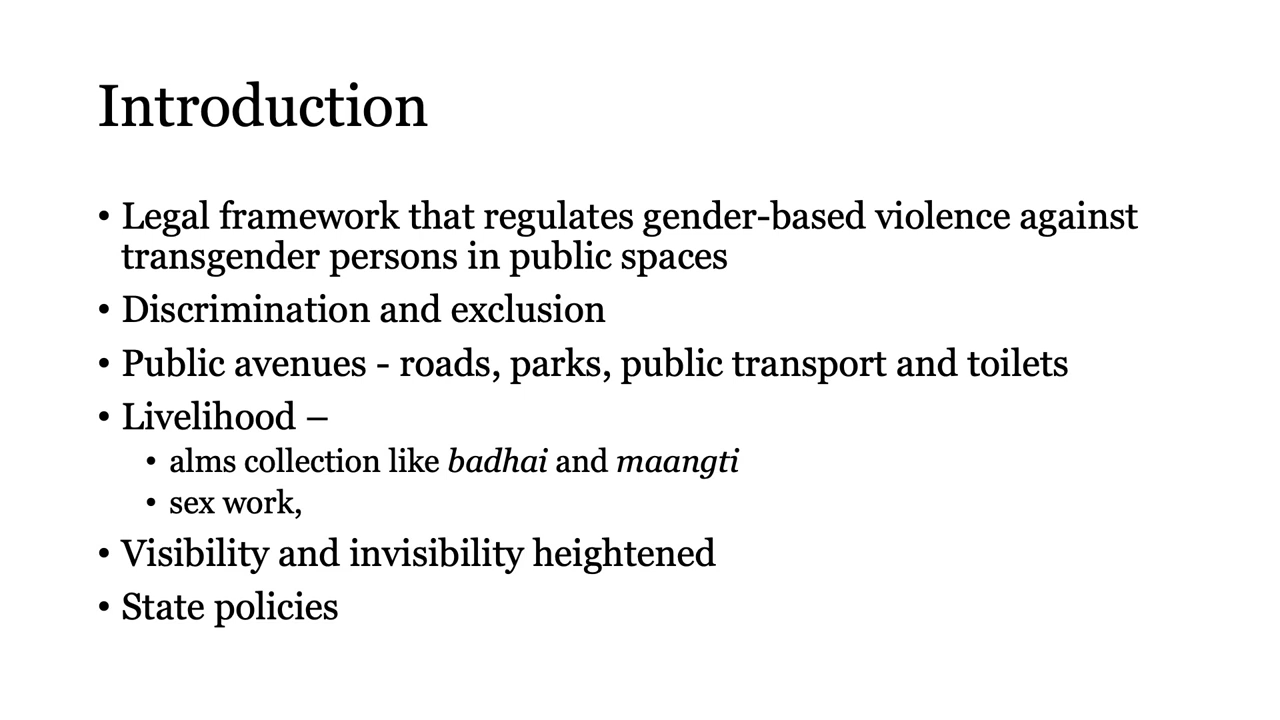 Introduction
• Legal framework that regulates gender-based violence against
transgender persons in public spaces
• Discrimination and exclusion
• Public avenues - roads, parks, public transport and toilets
• Livelihood –
• alms collection like badhai and maangti
• sex work,
• Visibility and invisibility heightened
• State policies